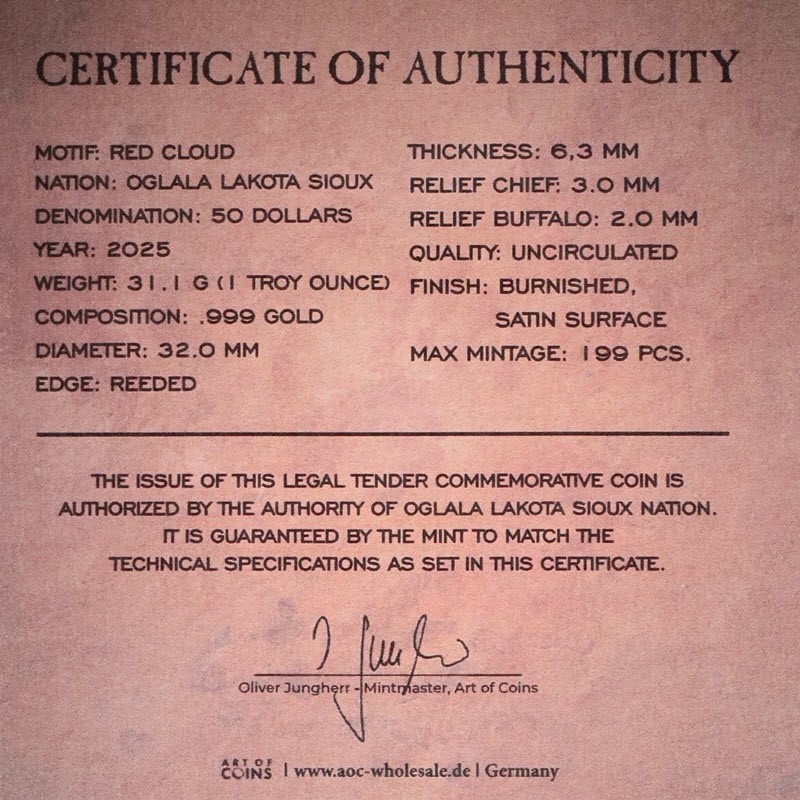 CERTIFICATE OF AUTHENTICITY
MOTIF: RED CLOUD
NATION: OGLALA LAKOTA SIOUX
DENOMINATION: 50 DOLLARS
YEAR: 2025
WEIGHT: 31.1 G (1 TROY OUNCE)
COMPOSITION: .999 GOLD
DIAMETER: 32.0 MM
EDGE: REEDED
THICKNESS: 6,3 MM
RELIEF CHIEF: 3.0 MM
RELIEF BUFFALO: 2.0 MM
QUALITY: UNCIRCULATED
FINISH: BURNISHED,
SATIN SURFACE
MAX MINTAGE: 199 PCS.
THE ISSUE OF THIS LEGAL TENDER COMMEMORATIVE COIN IS
AUTHORIZED BY THE AUTHORITY OF OGLALA LAKOTA SIOUX NATION.
IT IS GUARANTEED BY THE MINT TO MATCH THE
TECHNICAL SPECIFICATIONS AS SET IN THIS CERTIFICATE.
Oliver Jungherr - Mintmaster, Art of Coins
ART OF COINS | www.aoc-wholesale.de | Germany